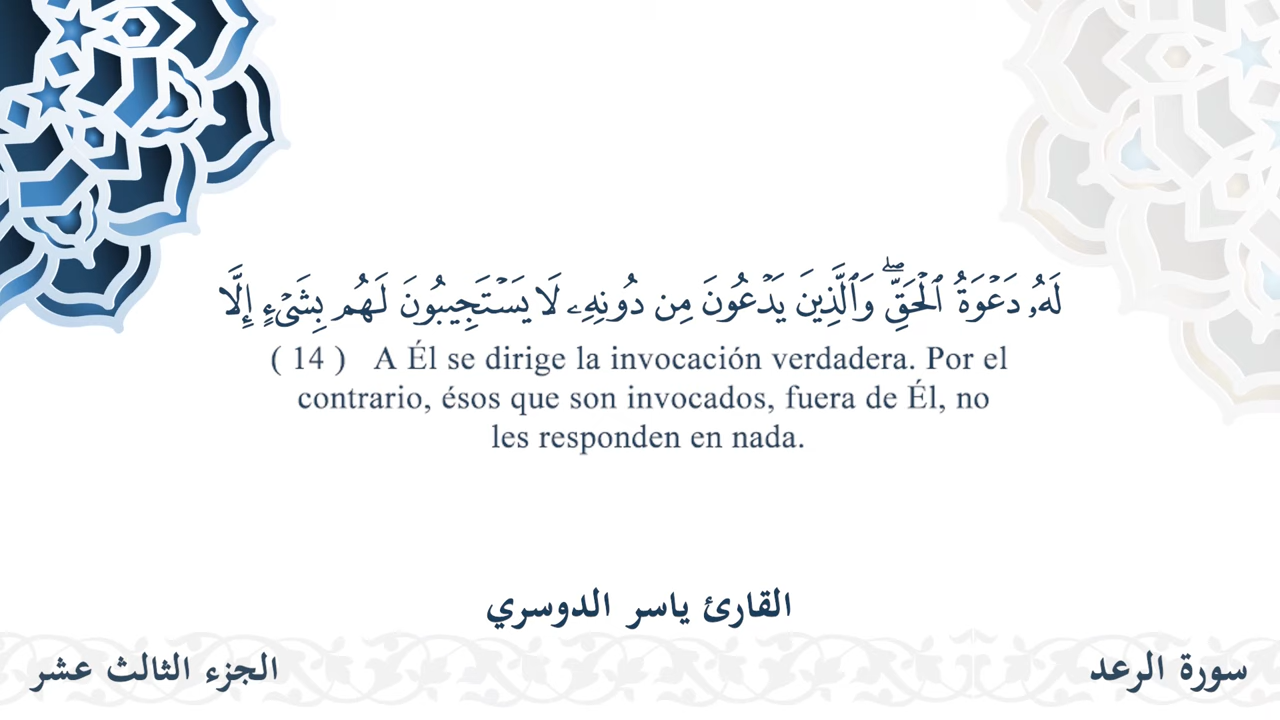 لَهُۥ دَعْوَةُ ٱلْحَقِّ ۖ وَٱلَّذِينَ يَدْعُونَ مِن دُونِهِۦ لَا يَسْتَجِيبُونَ لَهُم بِشَىْءٍ إِلَّا
( 14 ) A Él se dirige la invocación verdadera. Por el
contrario, ésos que son invocados, fuera de Él, no
les responden en nada.
القارئ ياسر الدوسري
سورة الرعد
الجزء الثالث عشر